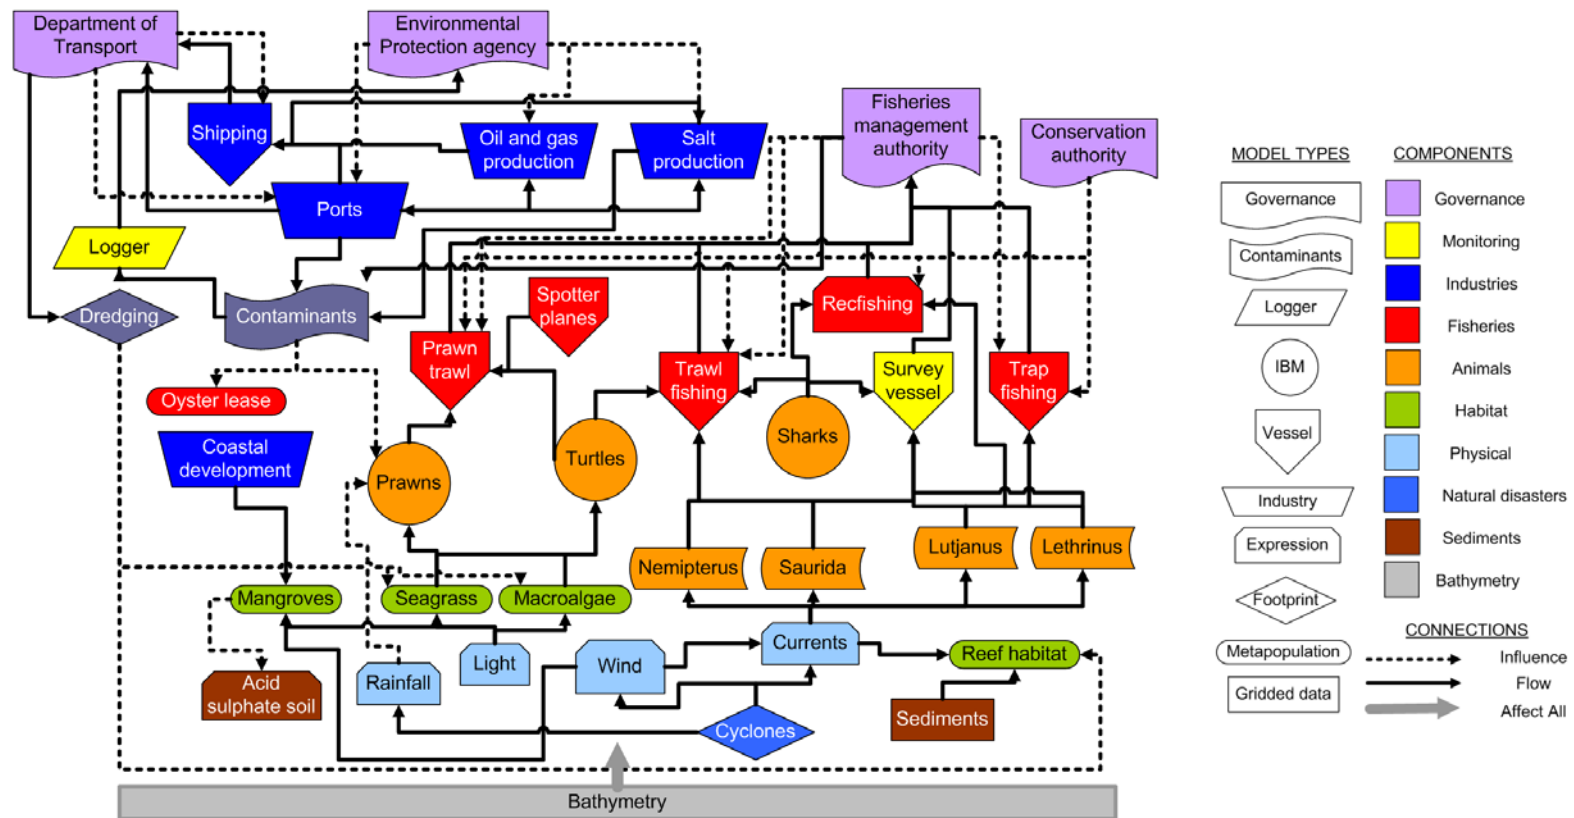 Department of
Transport
Environmental
Protection agency
Fisheries
management
authority
Conservation
authority
Shipping
Oil and gas
production
Salt
production
Ports
Logger
Dredging
Contaminants
Spotter
planes
Recfishing
Prawn
trawl
Trawl
fishing
Survey
vessel
Trap
fishing
Oyster lease
Coastal
development
Prawns
Turtles
Sharks
Nemipterus
Saurida
Lutjanus
Lethrinus
Mangroves
Seagrass
Macroalgae
Acid
sulphate soil
Rainfall
Light
Wind
Currents
Reef habitat
Sediments
Cyclones
Bathymetry
MODEL TYPES
Governance
Contaminants
Logger
IBM
Vessel
Industry
Expression
Footprint
Metapopulation
Gridded data
COMPONENTS
Governance
Monitoring
Industries
Fisheries
Animals
Habitat
Physical
Natural disasters
Sediments
Bathymetry
CONNECTIONS
Influence
Flow
Affect All